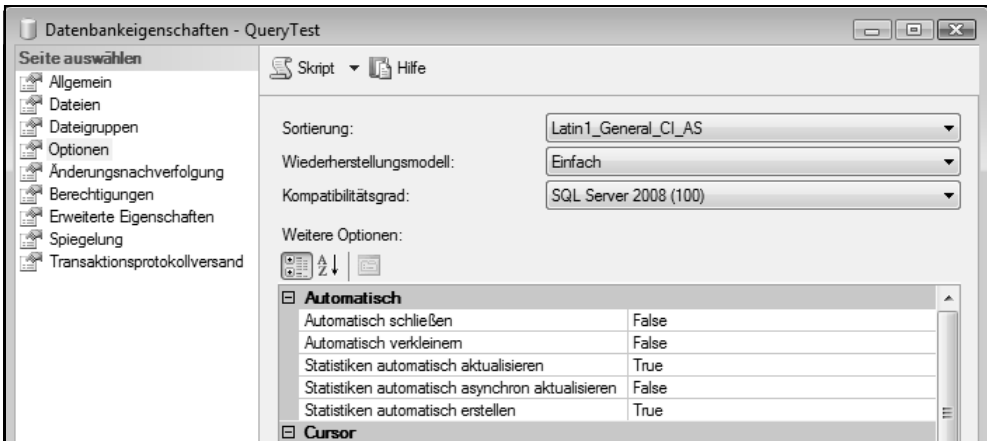 Datenbankeigenschaften - QueryTest
Seite auswählen
Allgemein
Dateien
Dateigruppen
Optionen
Änderungsnachverfolgung
Berechtigungen
Erweiterte Eigenschaften
Spiegelung
Transaktionsprotokollversand
Skript Hilfe
Sortierung: Latin1_General_CI_AS
Wiederherstellungsmodell: Einfach
Kompatibilitätsgrad: SQL Server 2008 (100)
Weitere Optionen:
Automatisch
Automatisch schließen False
Automatisch verkleinern False
Statistiken automatisch aktualisieren True
Statistiken automatisch asynchron aktualisieren False
Statistiken automatisch erstellen True
Cursor